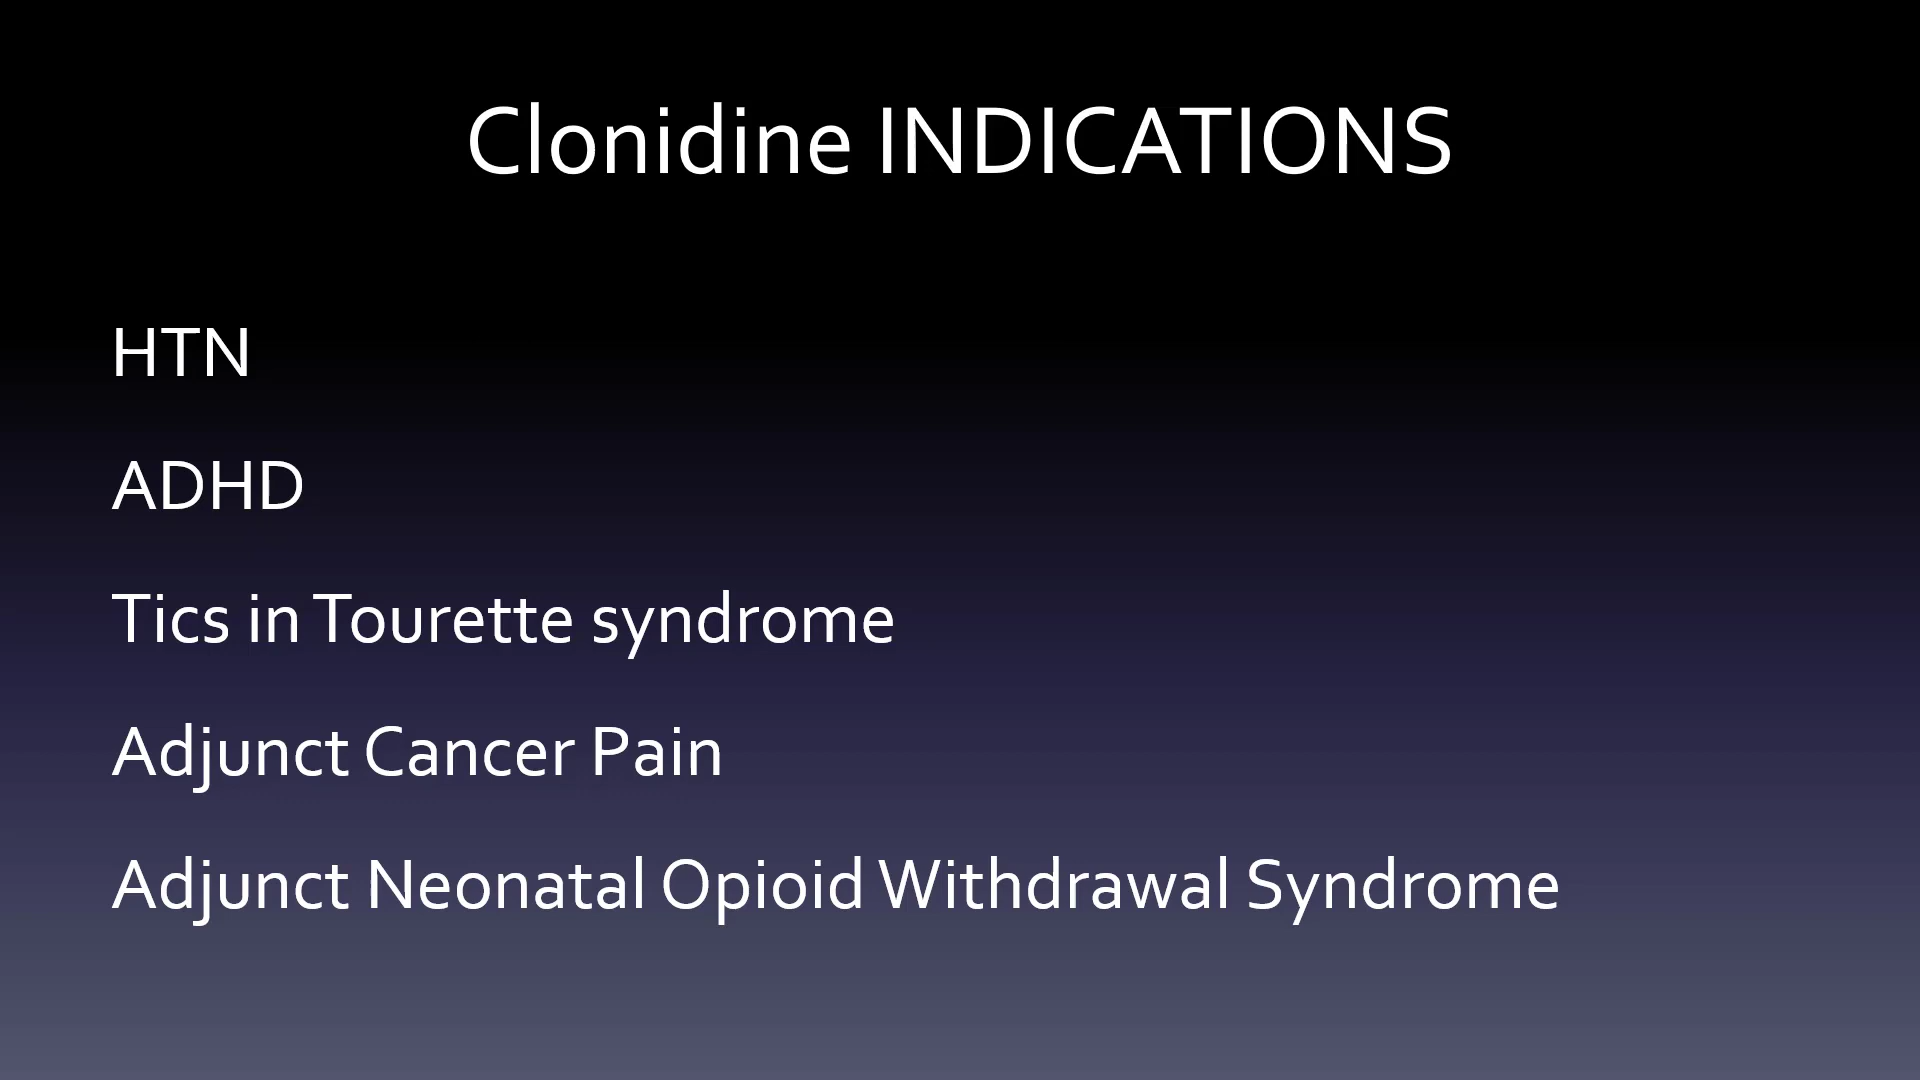 Clonidine INDICATIONS
HTN
ADHD
Tics in Tourette syndrome
Adjunct Cancer Pain
Adjunct Neonatal Opioid Withdrawal Syndrome